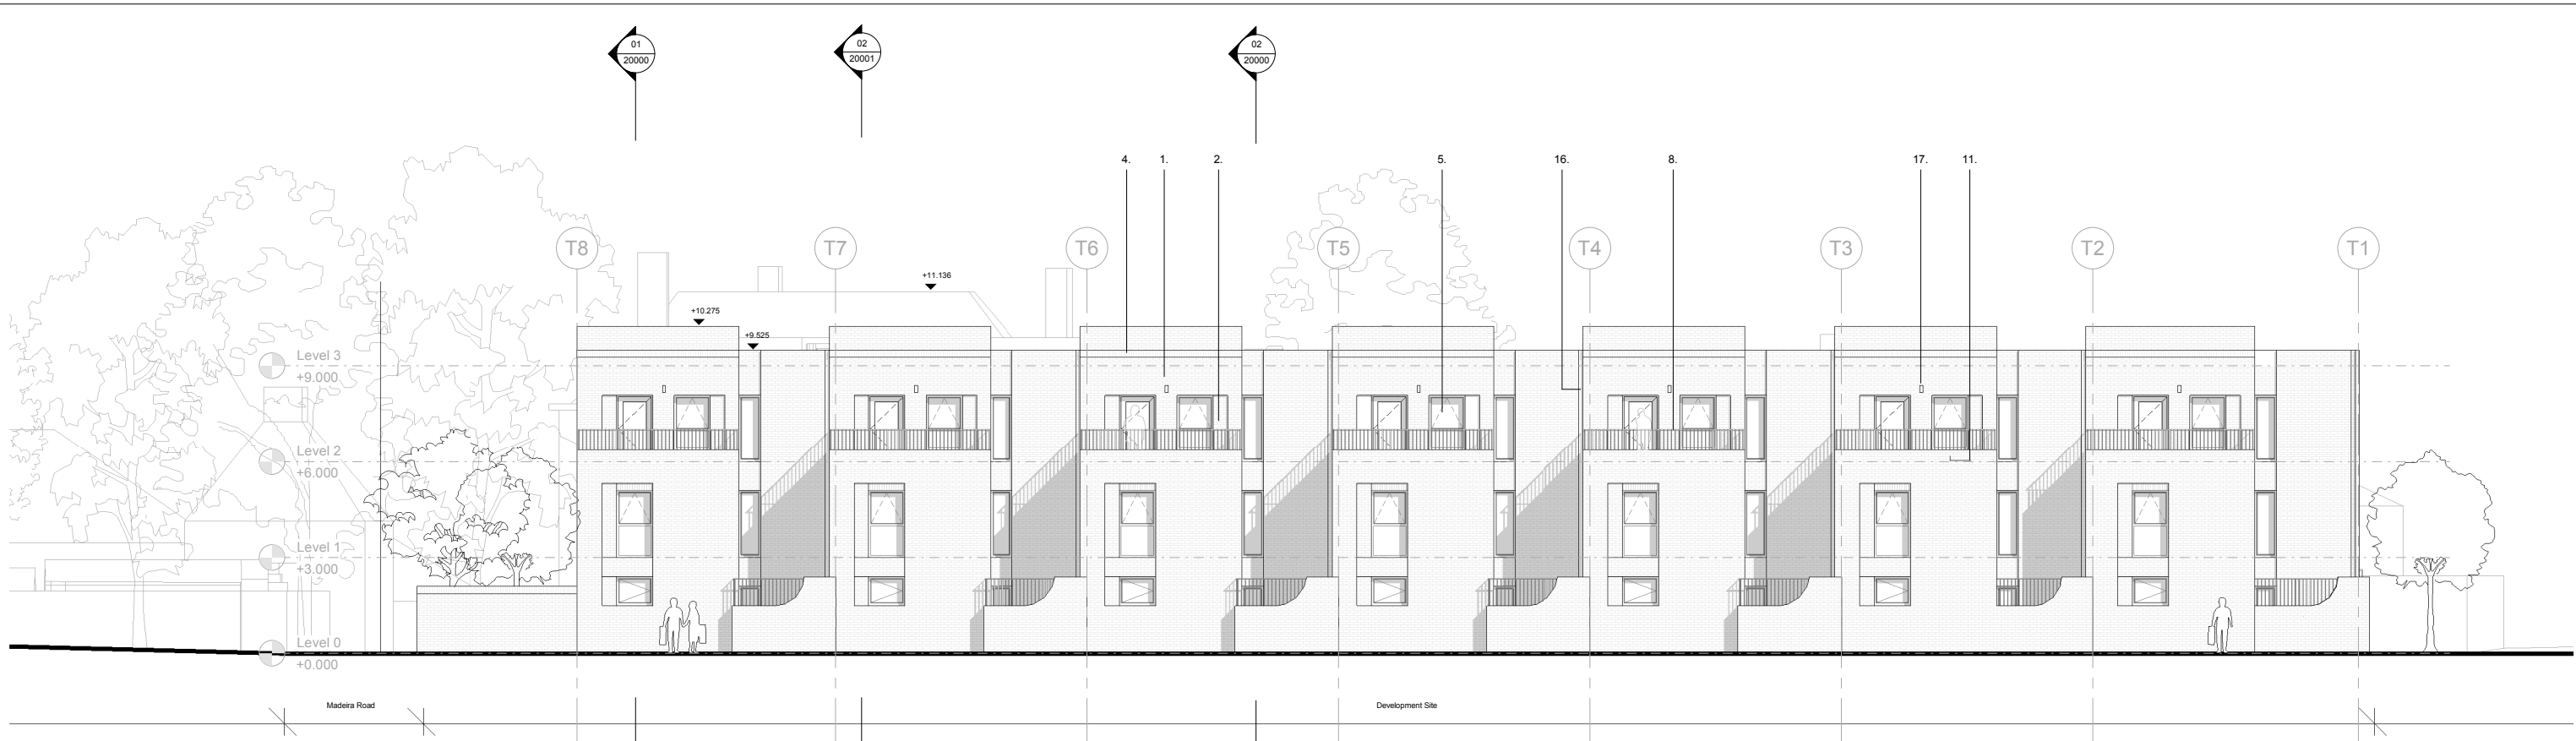 01
20000
02
20001
02
20000
4.
1.
2.
5.
16.
8.
17.
11.
T8
T7
T6
T5
T4
T3
T2
T1
+11.136
+10.275
+9.525
Level 3
+9.000
Level 2
+6.000
Level 1
+3.000
Level 0
+0.000
Madeira Road
Development Site